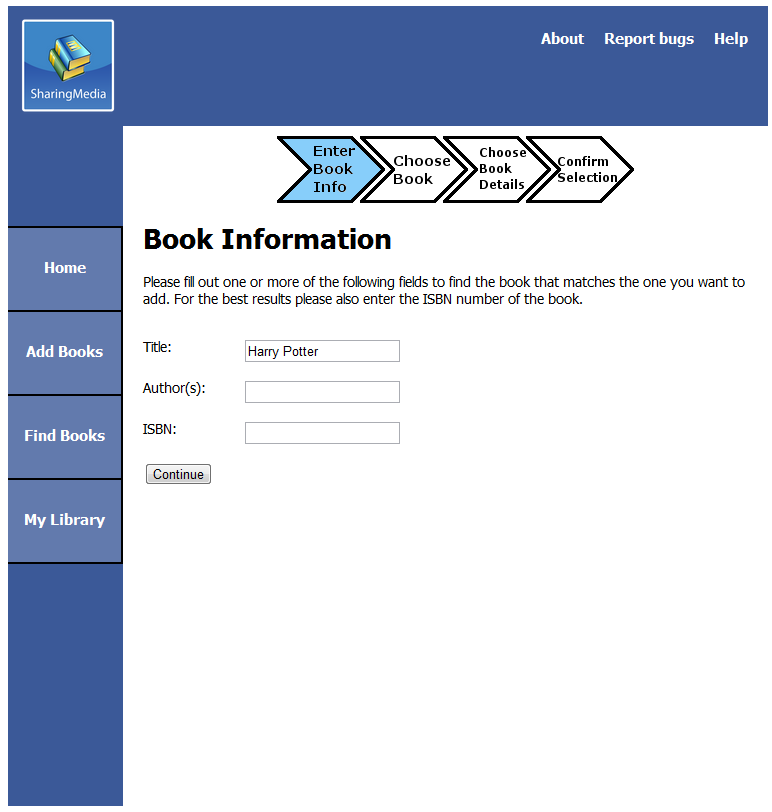 SharingMedia
About Report bugs Help
Enter
Book
Info
Choose
Book
Choose
Book
Details
Confirm
Selection
Home
Add Books
Find Books
My Library
Book Information
Please fill out one or more of the following fields to find the book that matches the one you want to
add. For the best results please also enter the ISBN number of the book.
Title: Harry Potter
Author(s):
ISBN:
Continue